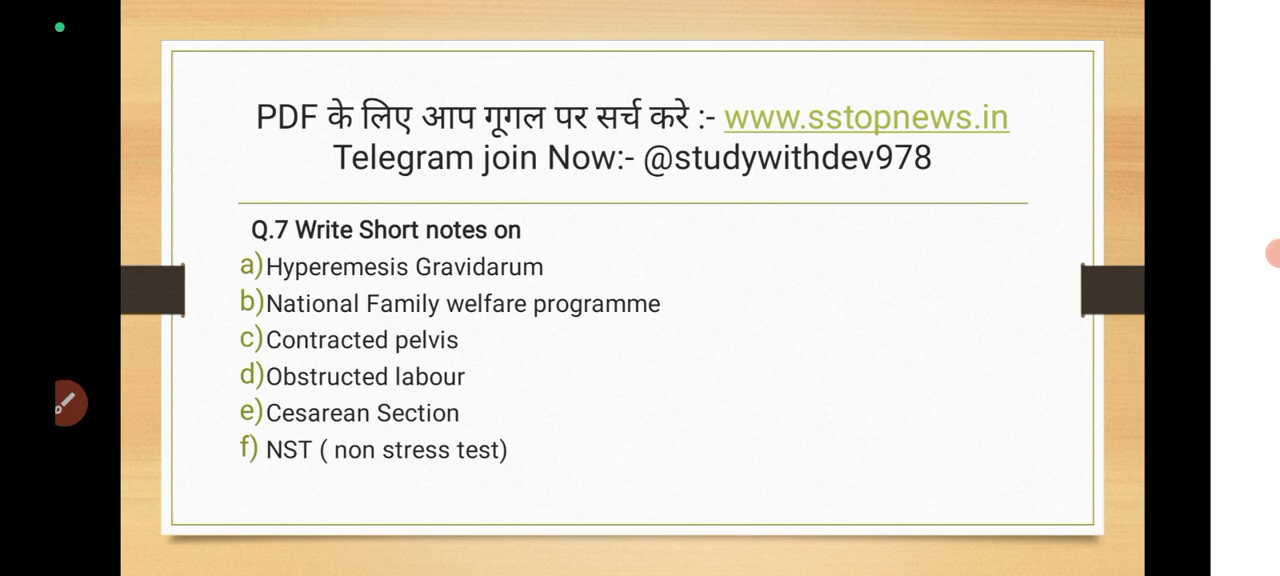 PDF के लिए आप गूगल पर सर्च करे :- www.sstopnews.in
Telegram join Now:- @studywithdev978
Q.7 Write Short notes on
a) Hyperemesis Gravidarum
b) National Family welfare programme
c) Contracted pelvis
d) Obstructed labour
e) Cesarean Section
f) NST ( non stress test)